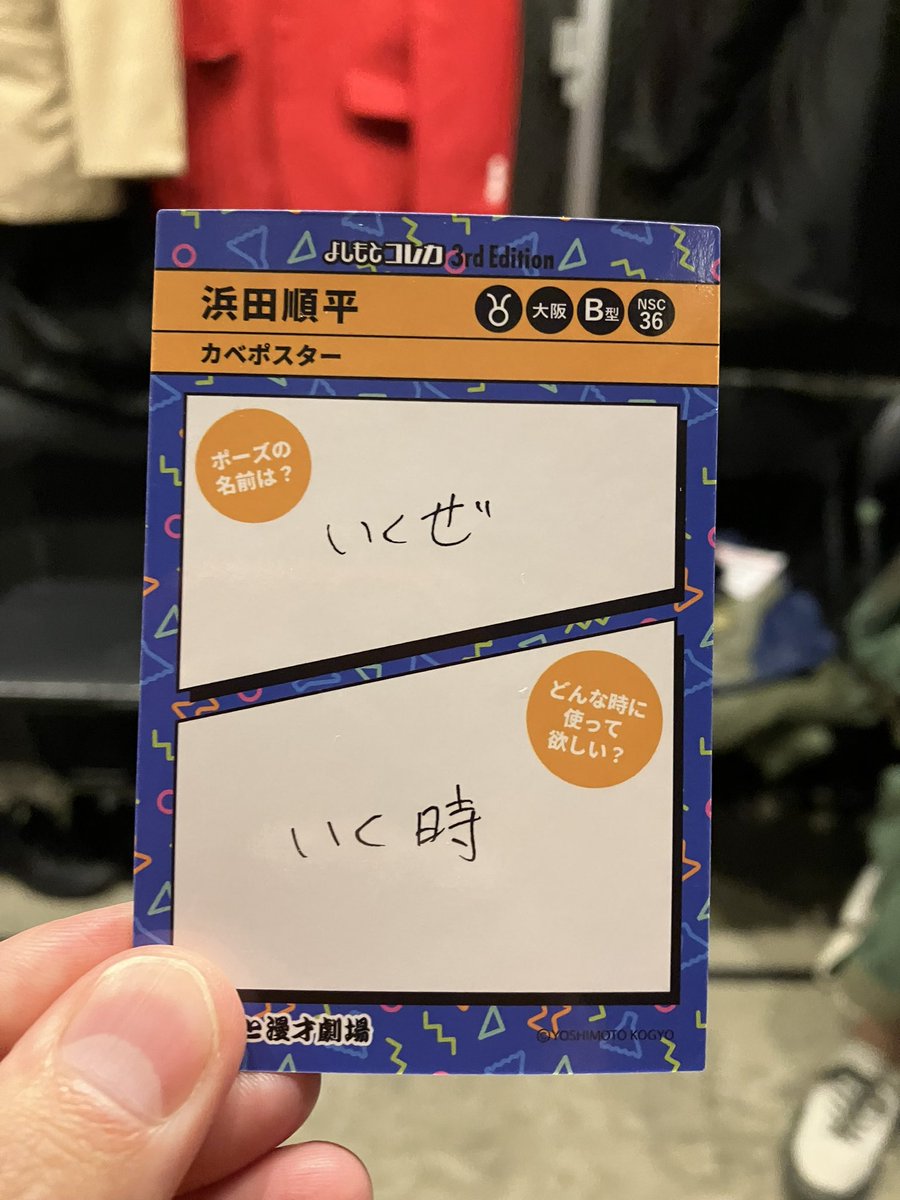 よしもとコレカ 3rd Edition
浜田順平
♉ 大阪 B型 NSC 36
カベポスター
ポーズの
名前は?
いくぜ
どんな時に
使って
欲しい?
いく時
と漫才劇場
©YOSHIMOTO KOGYO